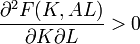 ∂²F(K, AL) / ∂K∂L > 0